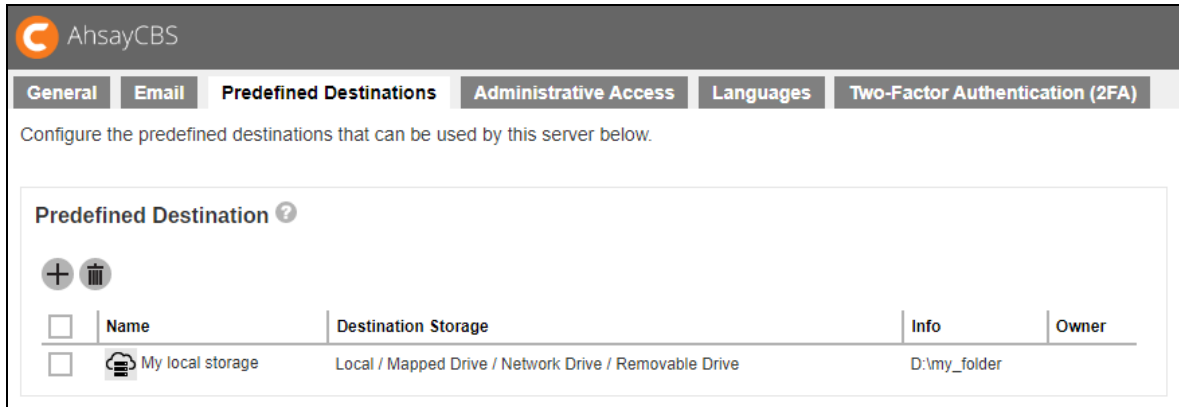 AhsayCBS
General Email Predefined Destinations Administrative Access Languages Two-Factor Authentication (2FA)
Configure the predefined destinations that can be used by this server below.
Predefined Destination ?
Name Destination Storage Info Owner
My local storage Local / Mapped Drive / Network Drive / Removable Drive D:\my_folder